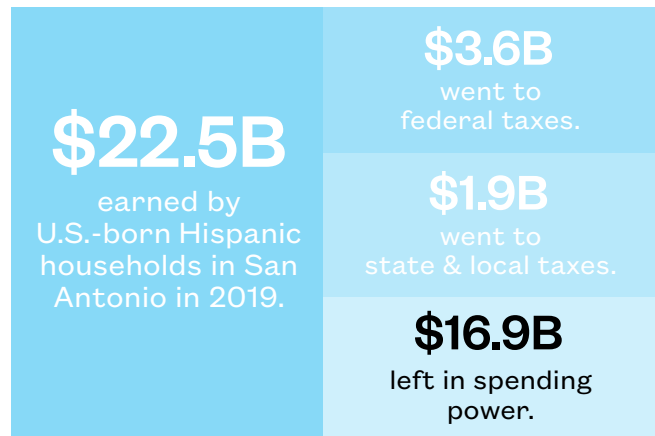 $22.5B
earned by
U.S.-born Hispanic
households in San
Antonio in 2019.
$3.6B
went to
federal taxes.
$1.9B
went to
state & local taxes.
$16.9B
left in spending
power.